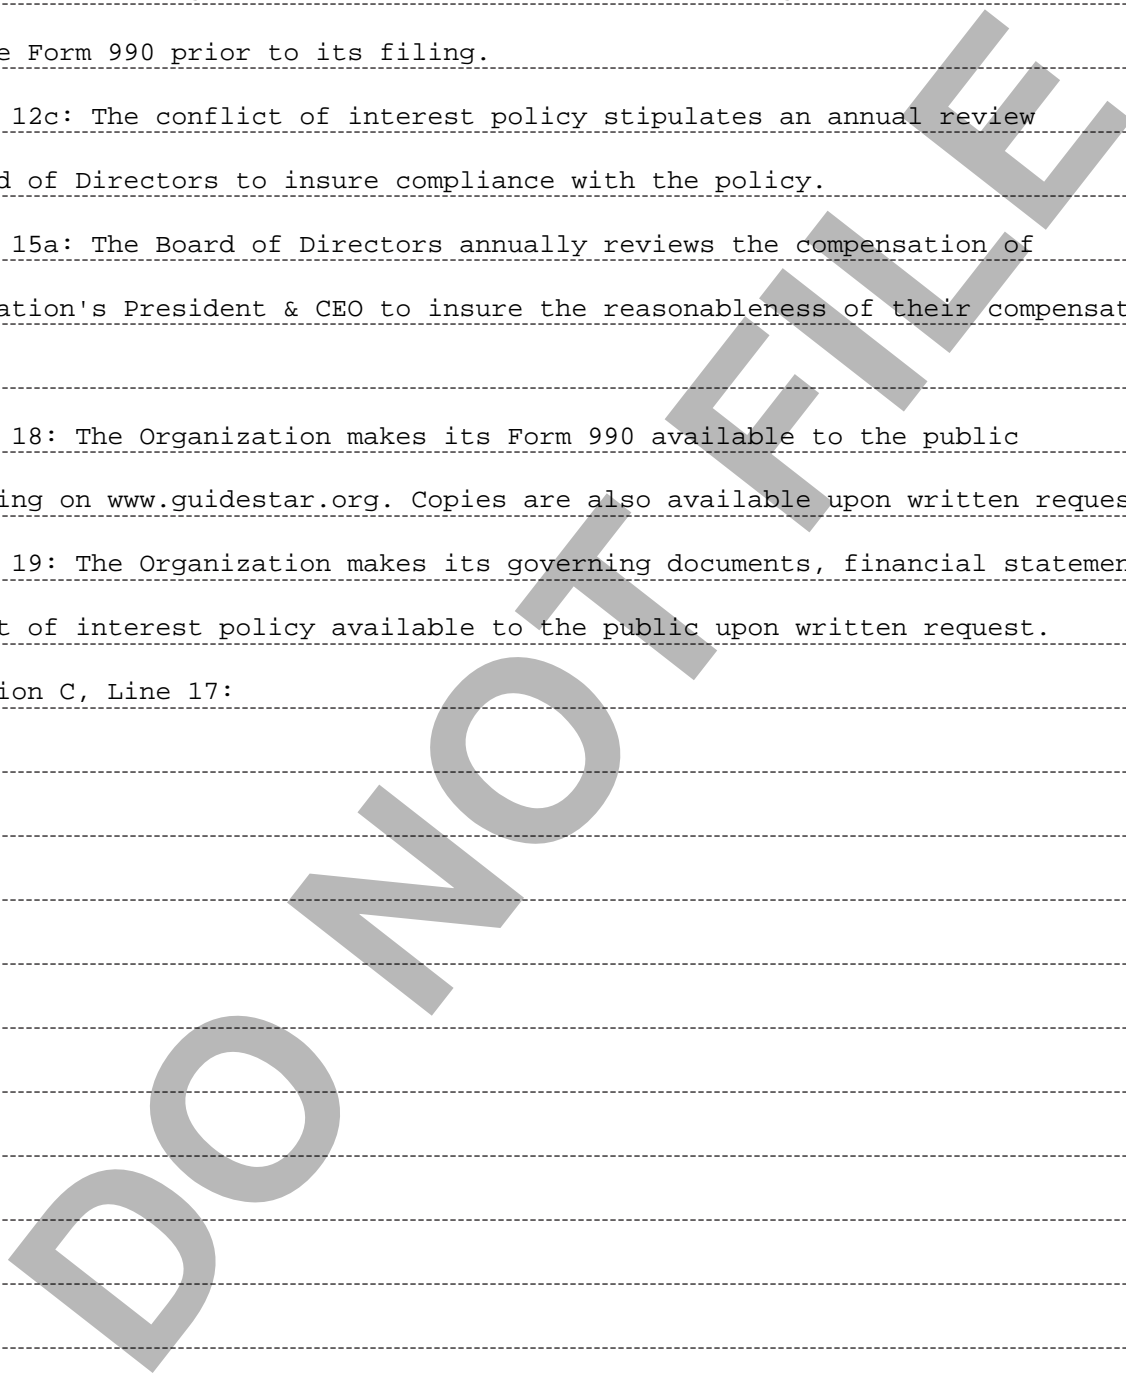 e Form 990 prior to its filing.
12c: The conflict of interest policy stipulates an annual review
d of Directors to insure compliance with the policy.
15a: The Board of Directors annually reviews the compensation of
ation's President & CEO to insure the reasonableness of their compensat
18: The Organization makes its Form 990 available to the public
ing on www.guidestar.org. Copies are also available upon written reques
19: The Organization makes its governing documents, financial statemen
t of interest policy available to the public upon written request.
ion C, Line 17:
DO NOT FILE